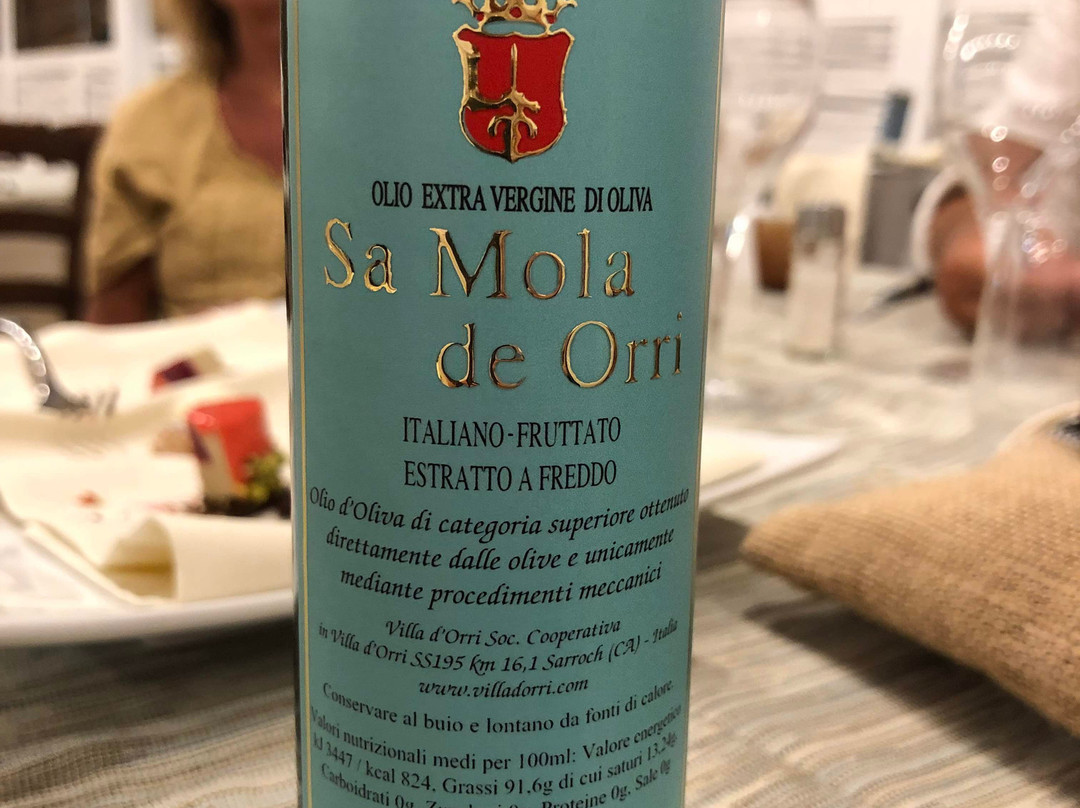 OLIO EXTRA VERGINE DI OLIVA
Sa Mola
de Orri
ITALIANO-FRUTTATO
ESTRATTO A FREDDO
Olio d'Oliva di categoria superiore ottenuto
direttamente dalle olive e unicamente
mediante procedimenti meccanici
Villa d'Orri Soc. Cooperativa
in Villa d'Orri SS195 km 16,1 Sarroch (CA) - Italia
www.villadorri.com
Conservare al buio e lontano da fonti di calore.
Valori nutrizionali medi per 100ml: Valore energetico
kJ 3447 / kcal 824, Grassi 91,6g di cui saturi 13,24g,
Carboidrati 0g, Proteine 0g, Sale 0g